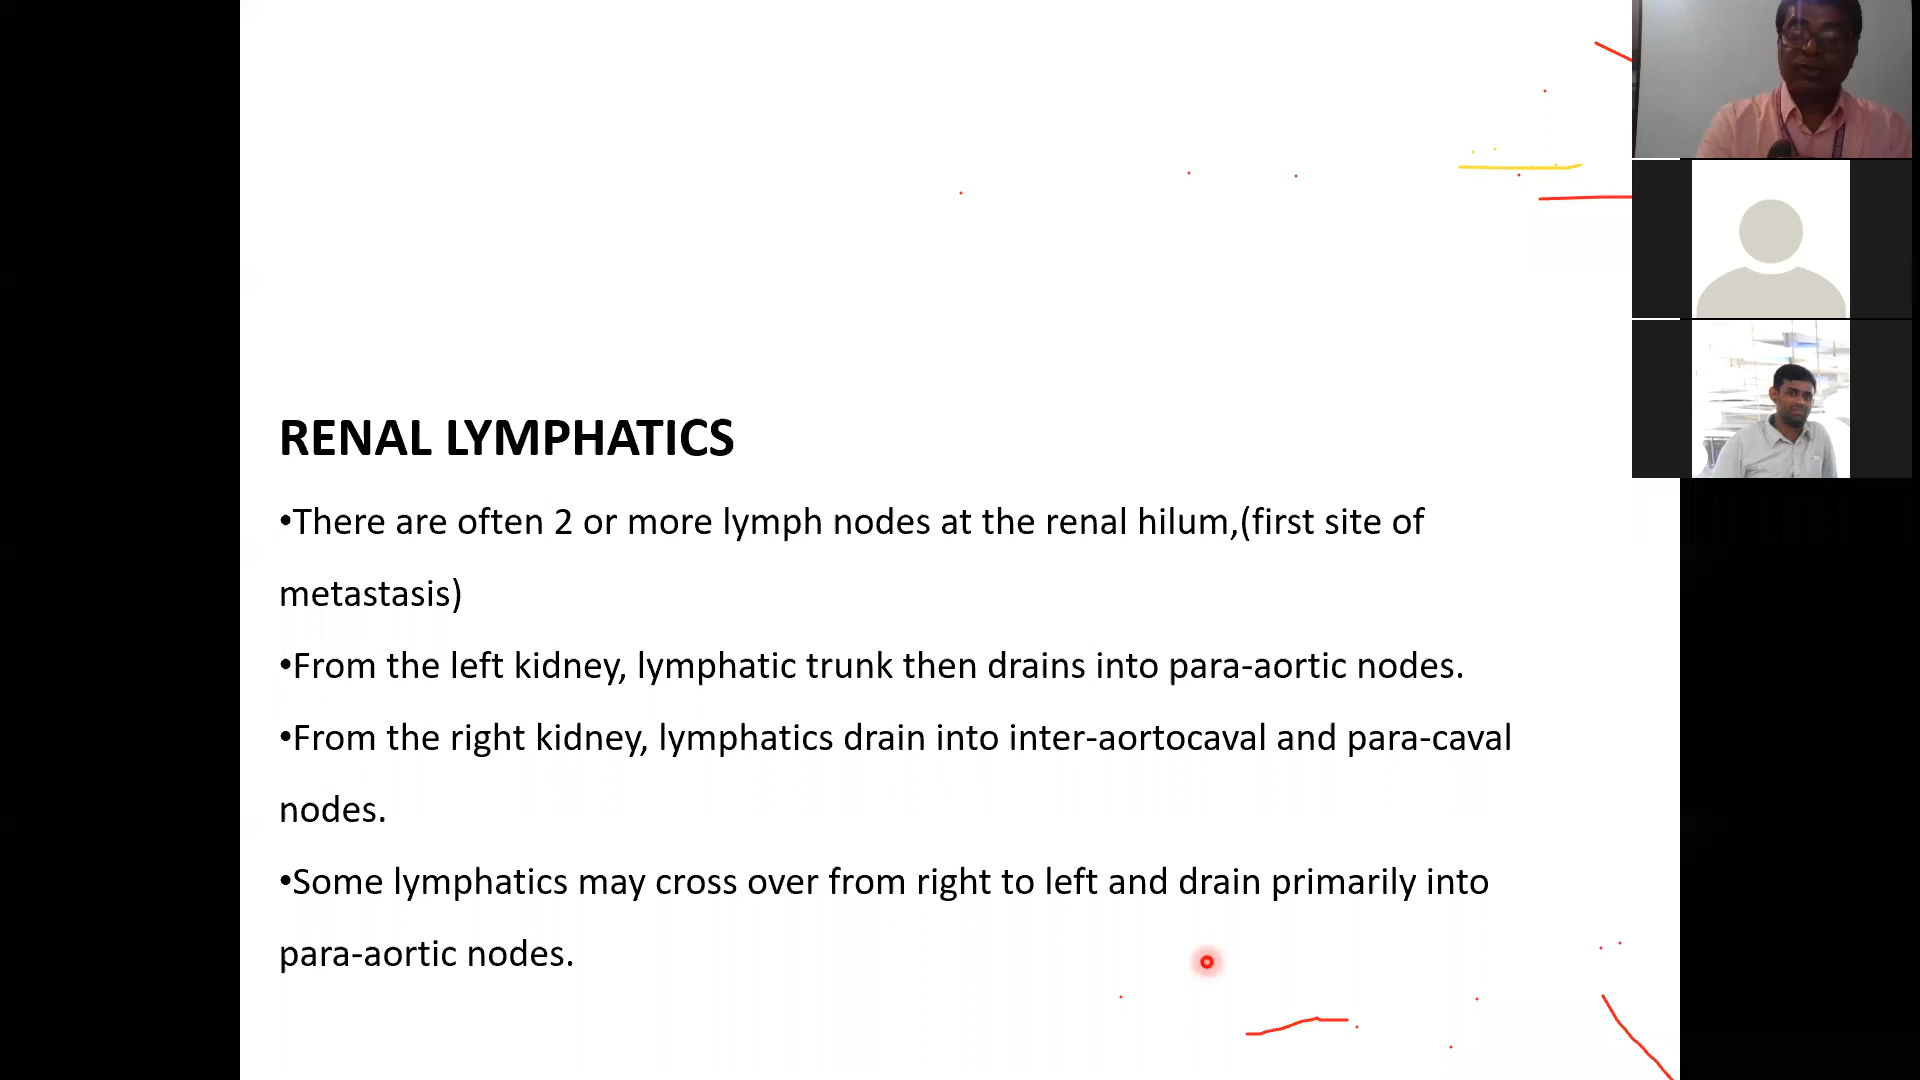 RENAL LYMPHATICS
•There are often 2 or more lymph nodes at the renal hilum,(first site of
metastasis)
•From the left kidney, lymphatic trunk then drains into para-aortic nodes.
•From the right kidney, lymphatics drain into inter-aortocaval and para-caval
nodes.
•Some lymphatics may cross over from right to left and drain primarily into
para-aortic nodes.